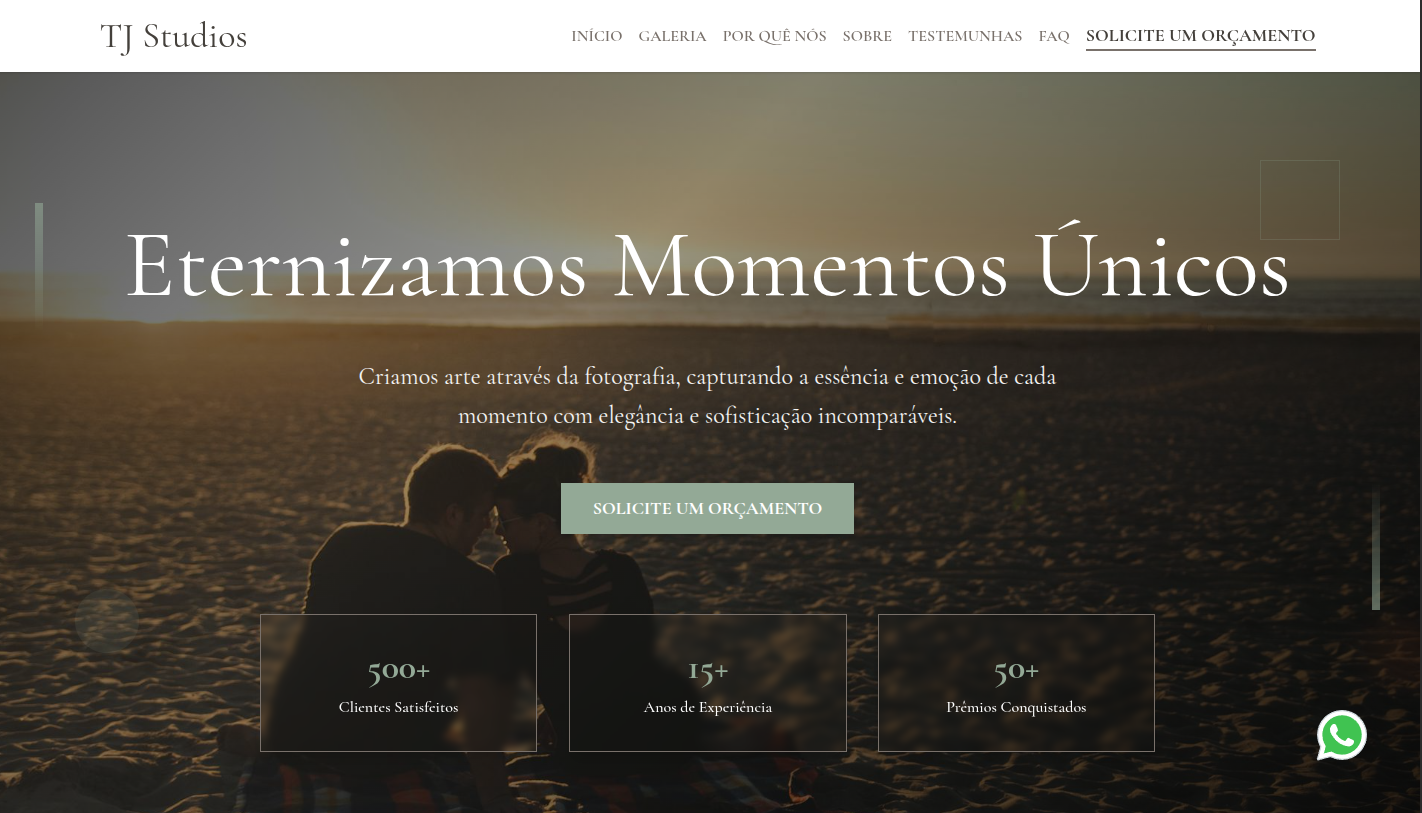 TJ Studios
INÍCIO GALERIA POR QUÊ NÓS SOBRE TESTEMUNHAS FAQ SOLICITE UM ORÇAMENTO
Eternizamos Momentos Únicos
Criamos arte através da fotografia, capturando a essência e emoção de cada
momento com elegância e sofisticação incomparáveis.
SOLICITE UM ORÇAMENTO
500+
Clientes Satisfeitos
15+
Anos de Experiência
50+
Prêmios Conquistados